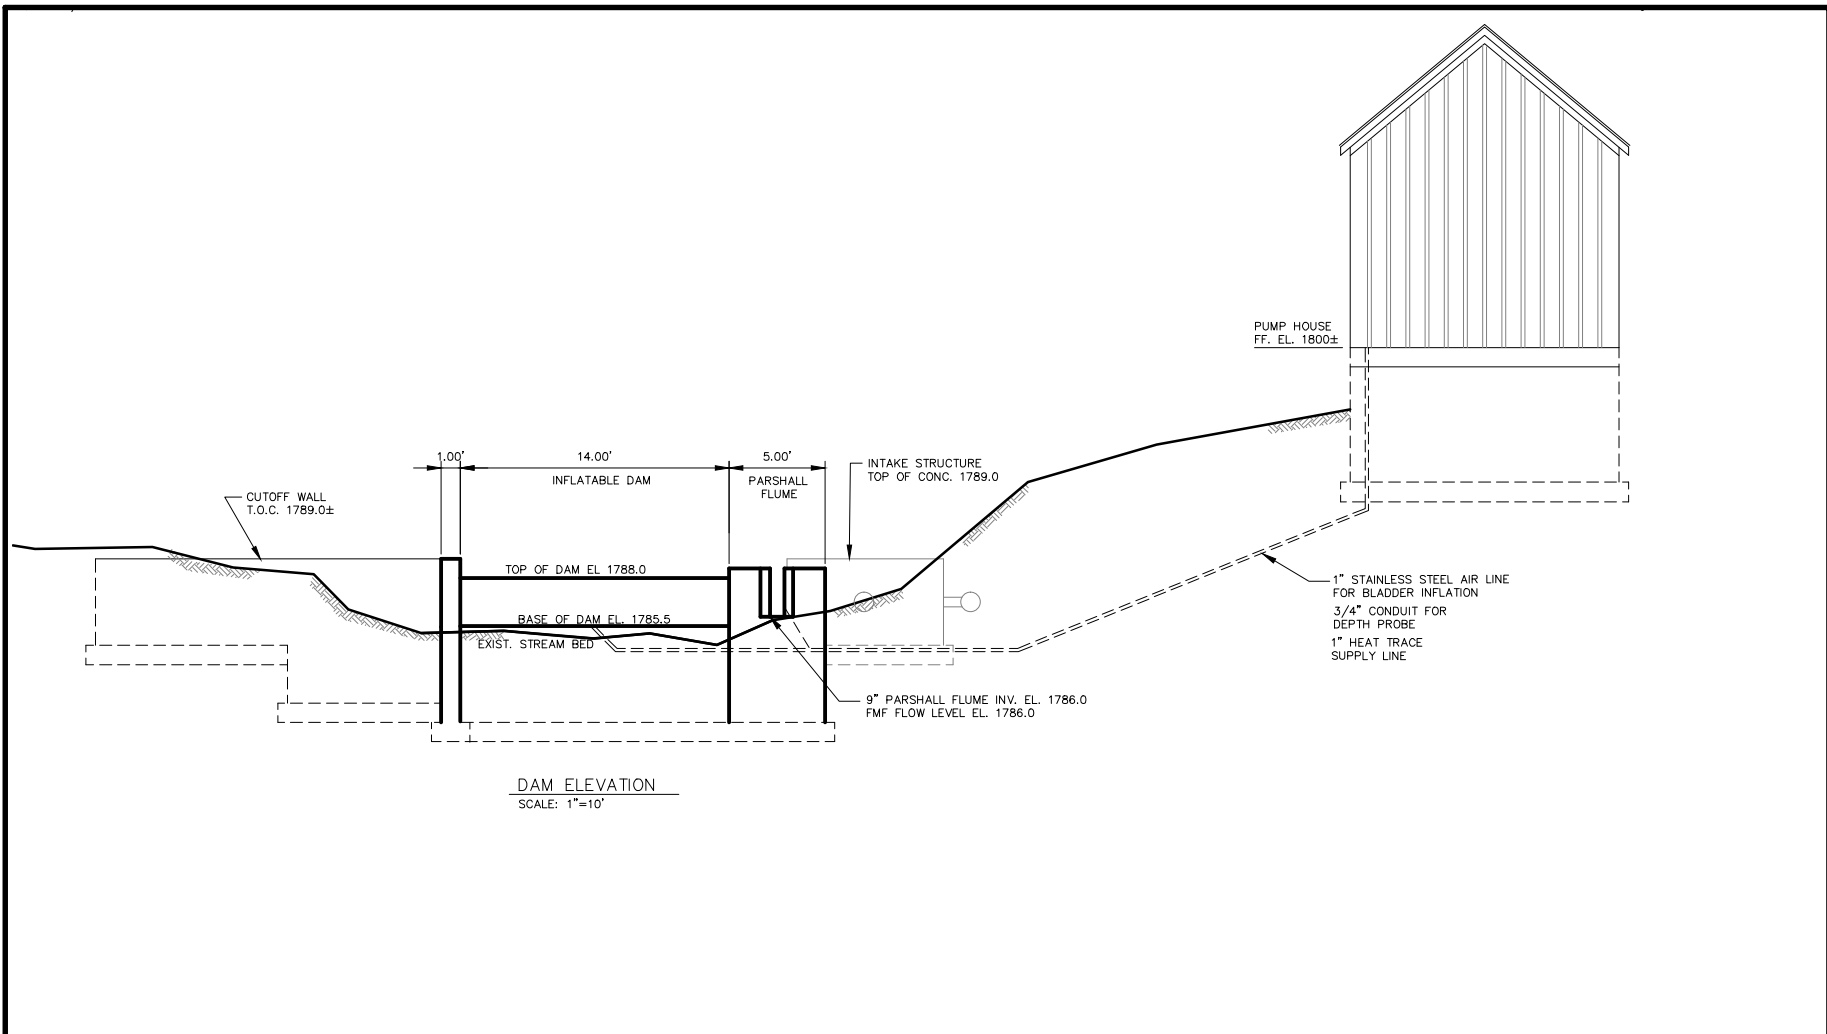 PUMP HOUSE
FF. EL. 1800±
1.00'
14.00'
5.00'
INFLATABLE DAM
PARSHALL
FLUME
INTAKE STRUCTURE
TOP OF CONC. 1789.0
CUTOFF WALL
T.O.C. 1789.0±
TOP OF DAM EL 1788.0
BASE OF DAM EL. 1785.5
EXIST. STREAM BED
1" STAINLESS STEEL AIR LINE
FOR BLADDER INFLATION
3/4" CONDUIT FOR
DEPTH PROBE
1" HEAT TRACE
SUPPLY LINE
9" PARSHALL FLUME INV. EL. 1786.0
FMF FLOW LEVEL EL. 1786.0
DAM ELEVATION
SCALE: 1"=10'